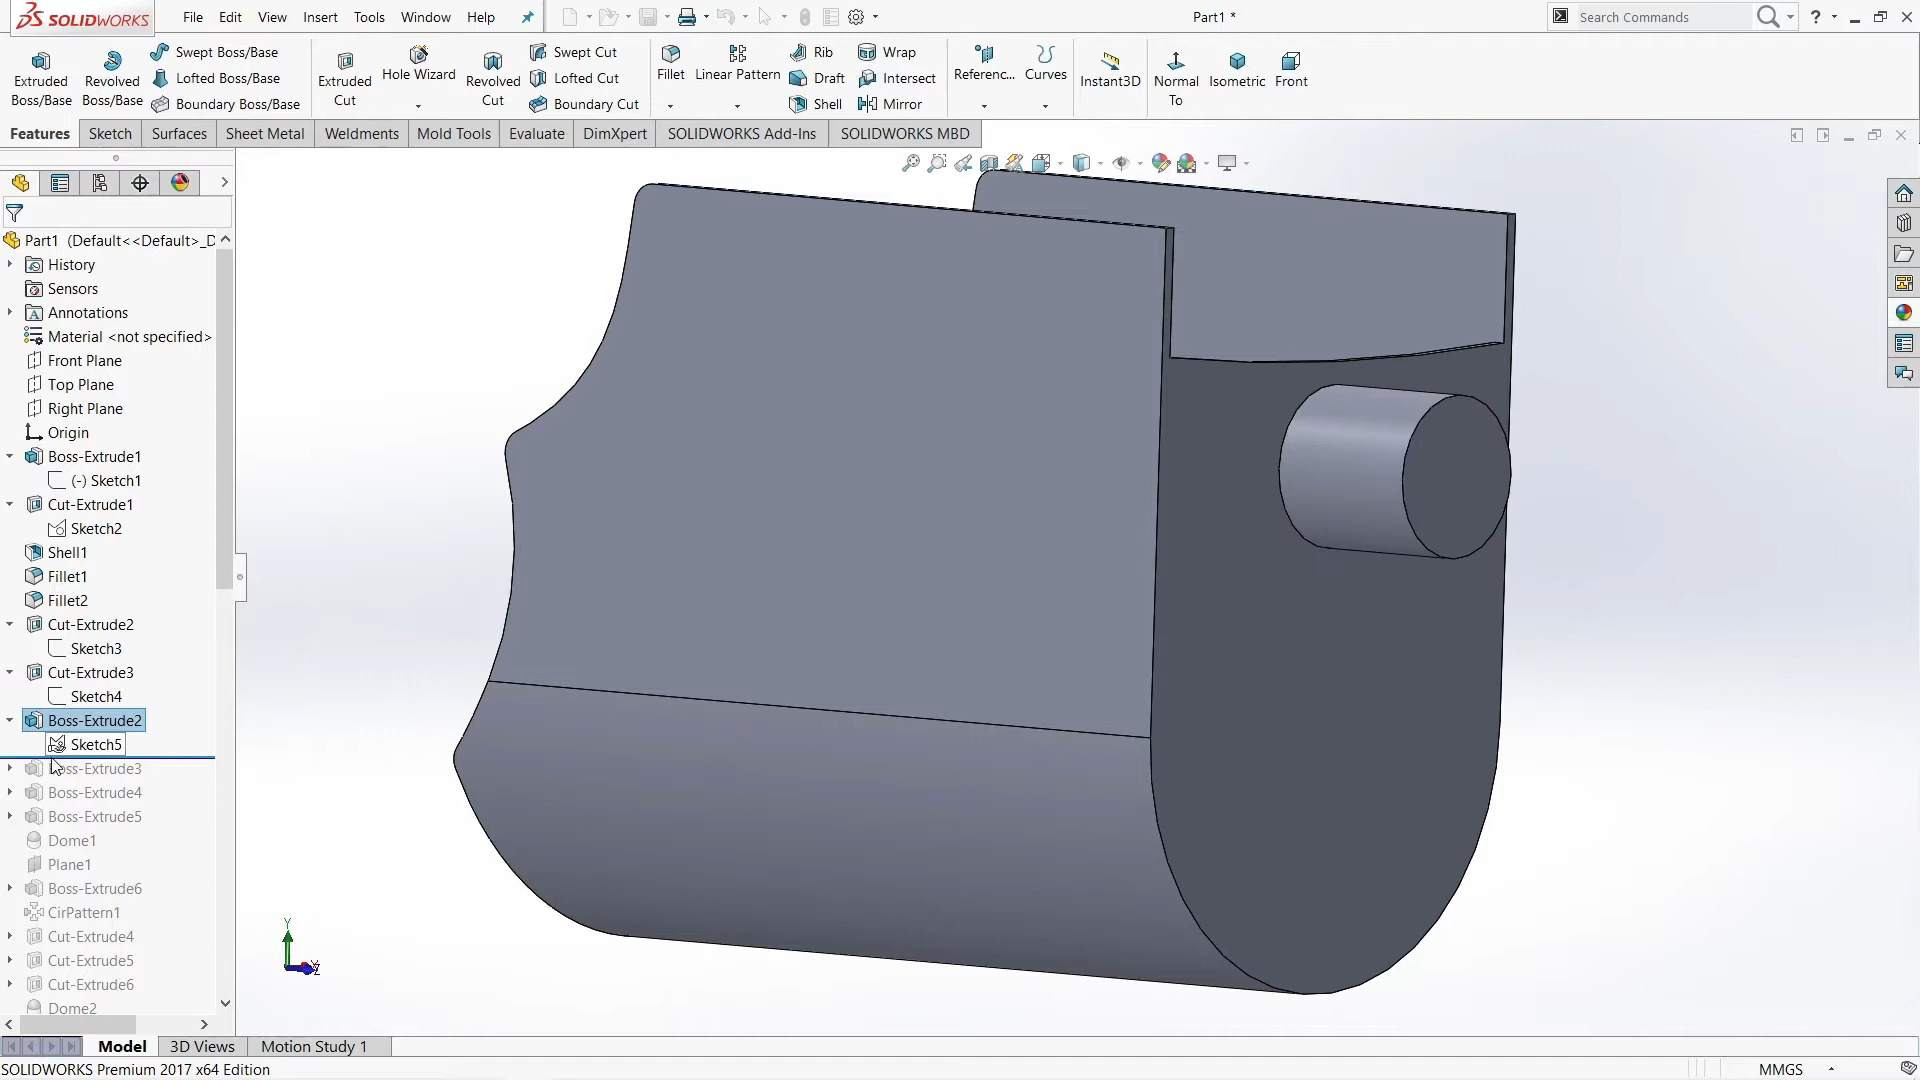 SOLIDWORKS File Edit View Insert Tools Window Help Part1 * Search Commands ?
Extruded Boss/Base
Revolved Boss/Base
Swept Boss/Base
Lofted Boss/Base
Boundary Boss/Base
Extruded Cut
Hole Wizard
Revolved Cut
Swept Cut
Lofted Cut
Boundary Cut
Fillet
Linear Pattern
Rib
Draft
Shell
Wrap
Intersect
Mirror
Referenc...
Curves
Instant3D
Normal To
Isometric
Front
Features Sketch Surfaces Sheet Metal Weldments Mold Tools Evaluate DimXpert SOLIDWORKS Add-Ins SOLIDWORKS MBD
Part1 (Default<<Default>_D
History
Sensors
Annotations
Material <not specified>
Front Plane
Top Plane
Right Plane
Origin
Boss-Extrude1
(-) Sketch1
Cut-Extrude1
Sketch2
Shell1
Fillet1
Fillet2
Cut-Extrude2
Sketch3
Cut-Extrude3
Sketch4
Boss-Extrude2
Sketch5
Boss-Extrude3
Boss-Extrude4
Boss-Extrude5
Dome1
Plane1
Boss-Extrude6
CirPattern1
Cut-Extrude4
Cut-Extrude5
Cut-Extrude6
Dome2
Y
Z
Model 3D Views Motion Study 1
SOLIDWORKS Premium 2017 x64 Edition MMGS